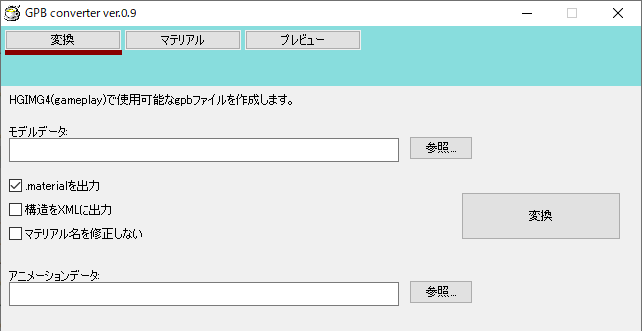 GPB converter ver.0.9
変換 マテリアル プレビュー
HGIMG4(gameplay)で使用可能なgpbファイルを作成します。
モデルデータ:
参照...
.materialを出力
構造をXMLに出力
変換
マテリアル名を修正しない
アニメーションデータ:
参照...